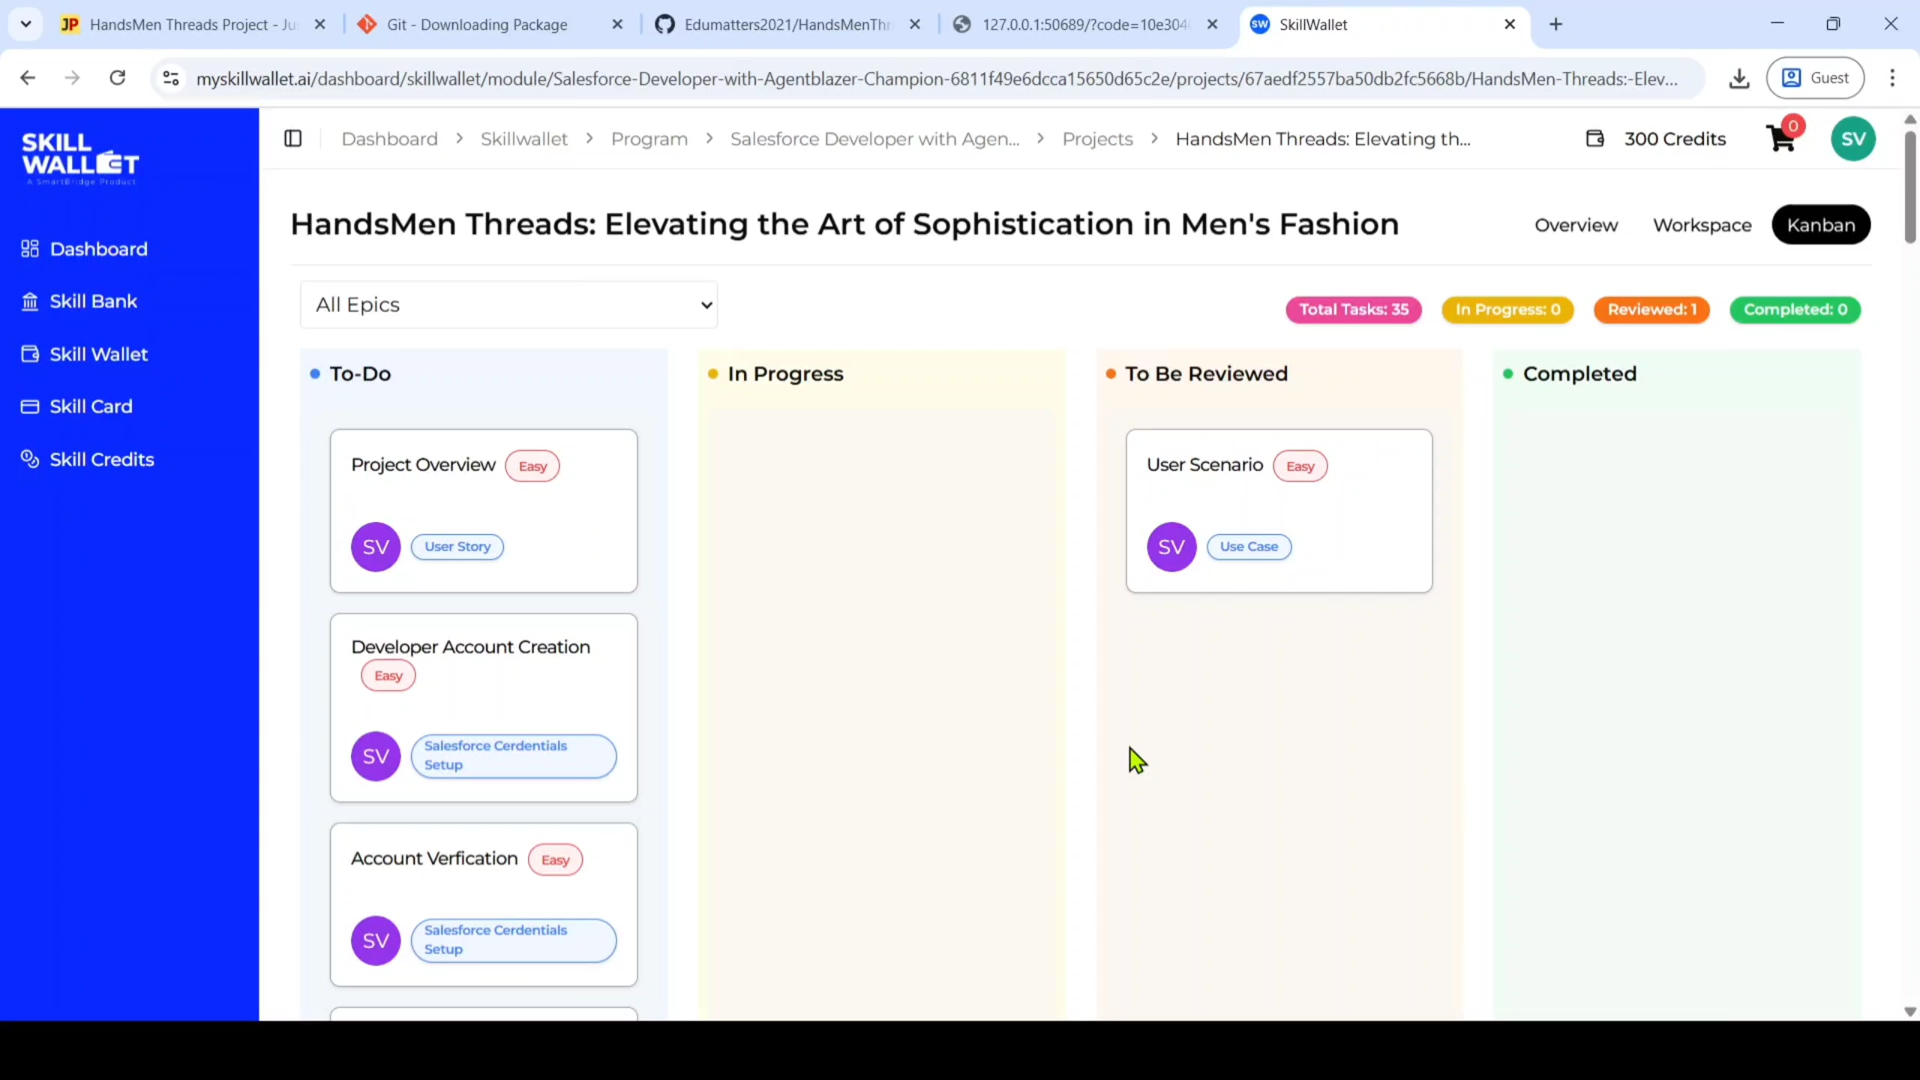 HandsMen Threads Project - Ju
Git - Downloading Package
Edumatters2021/HandsMenThr
127.0.0.1:50689/?code=10e304
SW
SkillWallet
myskillwallet.ai/dashboard/skillwallet/module/Salesforce-Developer-with-Agentblazer-Champion-6811f49e6dcca15650d65c2e/projects/67aedf2557ba50db2fc5668b/HandsMen-Threads:-Elev...
Guest
SKILL
WALLET
A SmartBridge Product
Dashboard
Skill Bank
Skill Wallet
Skill Card
Skill Credits
Dashboard > Skillwallet > Program > Salesforce Developer with Agen... > Projects > HandsMen Threads: Elevating th...
300 Credits
0
SV
HandsMen Threads: Elevating the Art of Sophistication in Men's Fashion
Overview
Workspace
Kanban
All Epics
Total Tasks: 35
In Progress: 0
Reviewed: 1
Completed: 0
To-Do
Project Overview Easy
SV User Story
Developer Account Creation
Easy
SV Salesforce Cerdentials
Setup
Account Verfication Easy
SV Salesforce Cerdentials
Setup
In Progress
To Be Reviewed
User Scenario Easy
SV Use Case
Completed